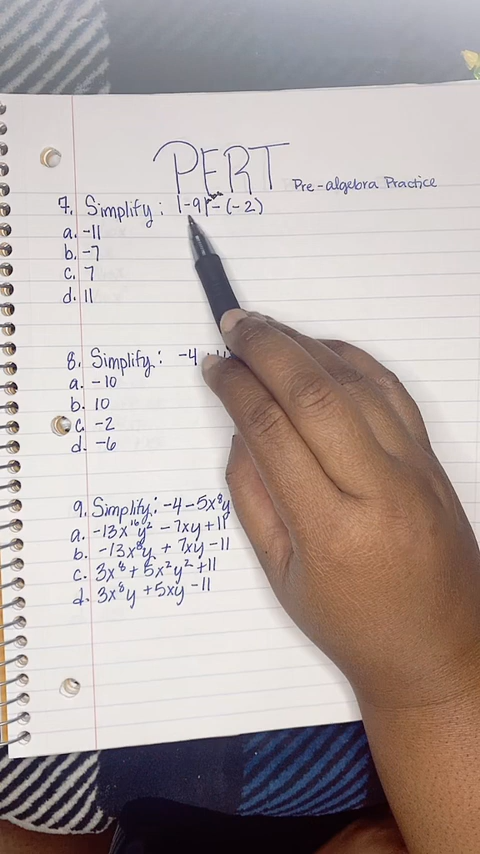 PERT Pre-algebra Practice
7. Simplify: |-9| - (-2)
a. -11
b. -7
c. 7
d. 11
8. Simplify: -4
a. -10
b. 10
c. -2
d. -6
9. Simplify: -4 - 5x⁸y
a. -13x¹⁶y² - 7xy + 11
b. -13x⁸y + 7xy - 11
c. 3x⁸ + 5x²y² + 11
d. 3x⁸y + 5xy - 11